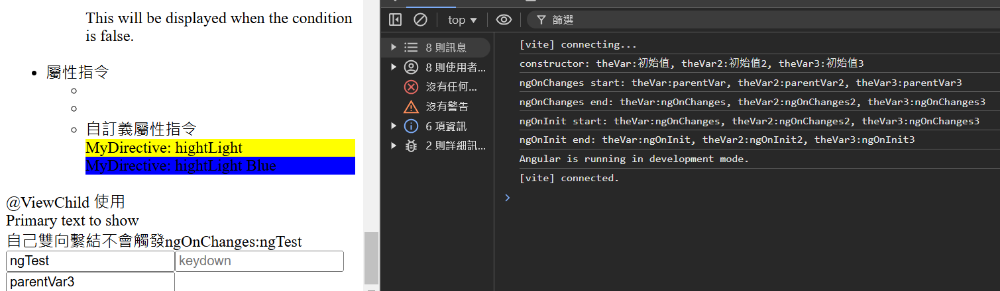 This will be displayed when the condition
is false.
屬性指令
自訂義屬性指令
MyDirective: hightLight
MyDirective: hightLight Blue
@ViewChild 使用
Primary text to show
自己雙向繫結不會觸發ngOnChanges:ngTest
ngTest
keydown
parentVar3
top
篩選
8 則訊息
8 則使用者...
沒有任何...
沒有警告
6 項資訊
2 則詳細訊...
[vite] connecting...
constructor: theVar:初始值, theVar2:初始值2, theVar3:初始值3
ngOnChanges start: theVar:parentVar, theVar2:parentVar2, theVar3:parentVar3
ngOnChanges end: theVar:ngOnChanges, theVar2:ngOnChanges2, theVar3:ngOnChanges3
ngOnInit start: theVar:ngOnChanges, theVar2:ngOnChanges2, theVar3:ngOnChanges3
ngOnInit end: theVar:ngOnInit, theVar2:ngOnInit2, theVar3:ngOnInit3
Angular is running in development mode.
[vite] connected.